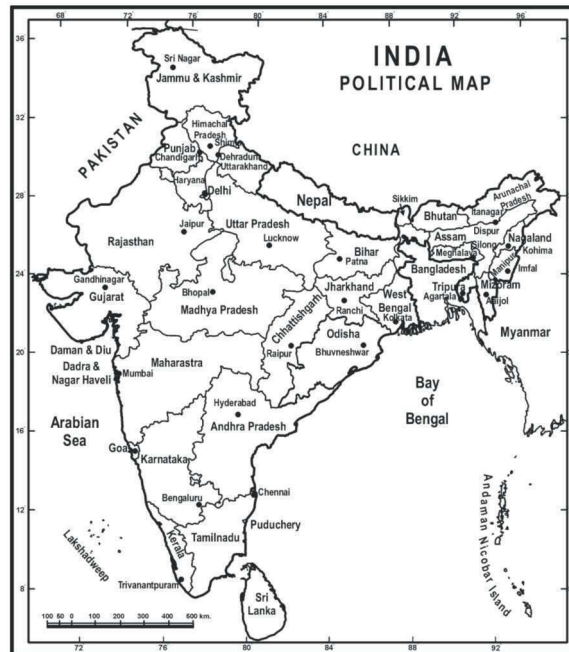 68 72 76 80 84 88 92 96
36
32
28
24
20
16
12
8
INDIA
POLITICAL MAP
Sri Nagar
Jammu & Kashmir
PAKISTAN
CHINA
Himachal
Pradesh
Shimla
Punjab
Chandigarh
Dehradun
Uttarakhand
Haryana
Delhi
Nepal
Sikkim
Bhutan
Arunachal
Pradesh
Itanagar
Dispur
Assam
Silong
Nagaland
Kohima
Meghalaya
Manipur
Imfal
Jaipur
Rajasthan
Uttar Pradesh
Lucknow
Bihar
Patna
Bangladesh
Tripura
Agartala
Mizoram
Aijol
Myanmar
Gandhinagar
Gujarat
Bhopal
Madhya Pradesh
Chhattishgarh
Jharkhand
Ranchi
West
Bengal
Kolkata
Odisha
Raipur
Bhuvneshwar
Daman & Diu
Dadra &
Nagar Haveli
Mumbai
Maharastra
Hyderabad
Andhra Pradesh
Arabian
Sea
Bay
of
Bengal
Goa
Karnataka
Bengaluru
Chennai
Puduchery
Tamilnadu
Kerala
Lakshadweep
Trivanantpuram
Sri
Lanka
Andaman Nicobar Island
100 50 0 100 200 300 400 500 600 km.
72 76 80 84 88 92